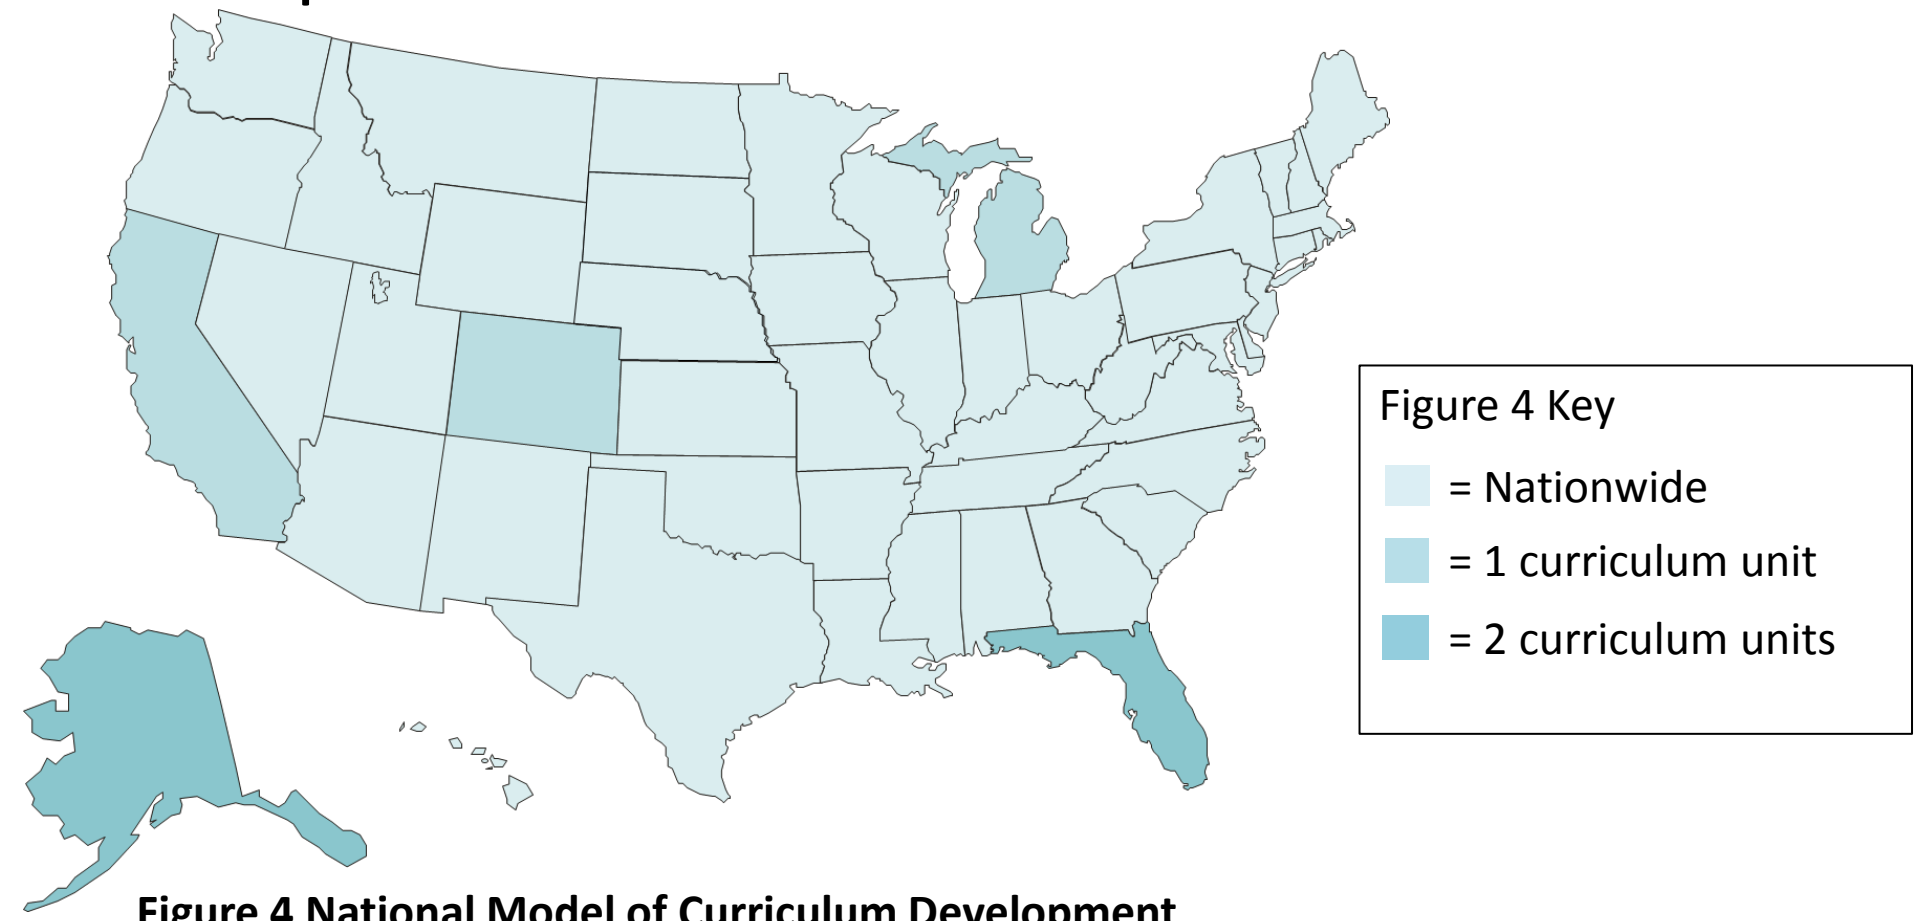 Figure 4 Key
= Nationwide
= 1 curriculum unit
= 2 curriculum units
Figure 4 National Model of Curriculum Development